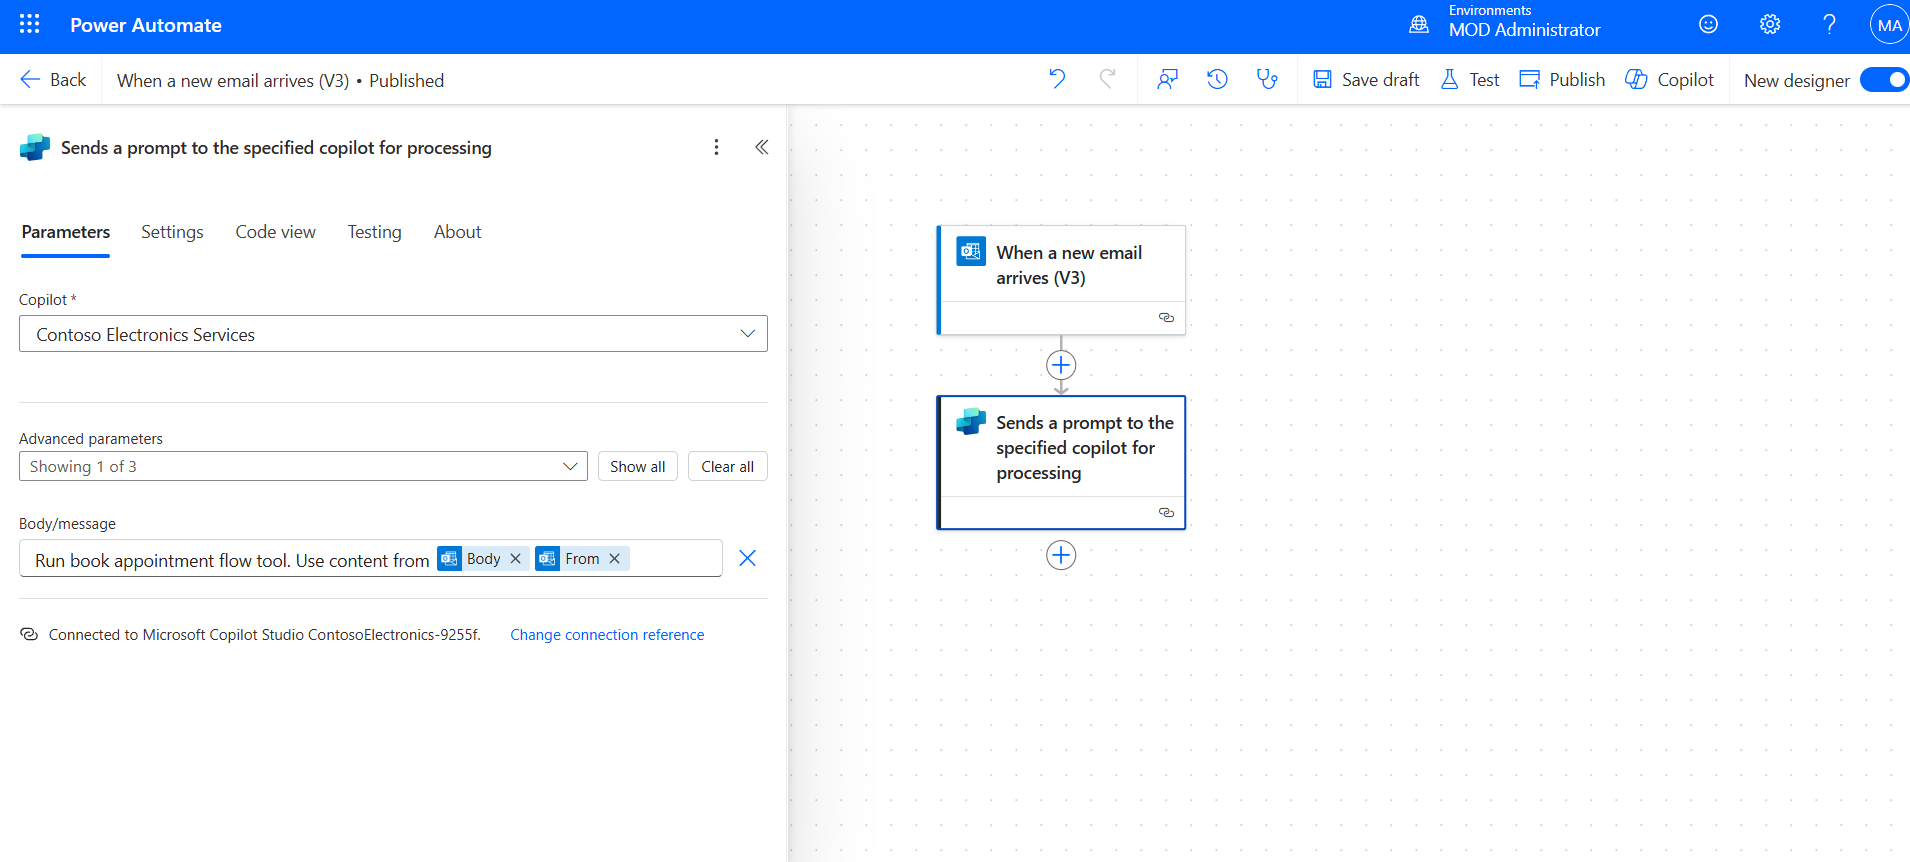 Power Automate
Environments
MOD Administrator
MA
Back
When a new email arrives (V3) • Published
Save draft
Test
Publish
Copilot
New designer
Sends a prompt to the specified copilot for processing
Parameters
Settings
Code view
Testing
About
Copilot *
Contoso Electronics Services
Advanced parameters
Showing 1 of 3
Show all
Clear all
Body/message
Run book appointment flow tool. Use content from Body From
Connected to Microsoft Copilot Studio ContosoElectronics-9255f.
Change connection reference
When a new email
arrives (V3)
Sends a prompt to the
specified copilot for
processing